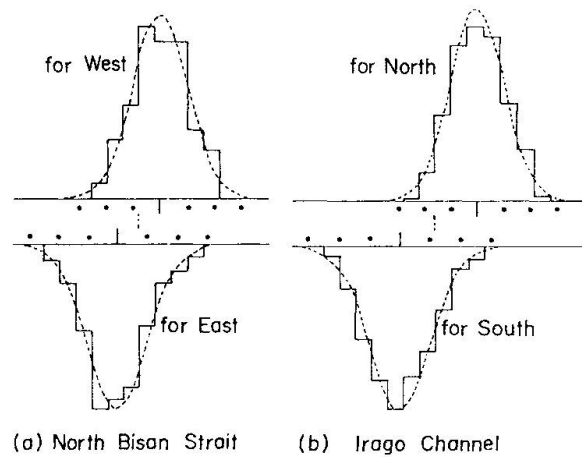 for West
for North
for East
for South
(a) North Bisan Strait
(b) Irago Channel